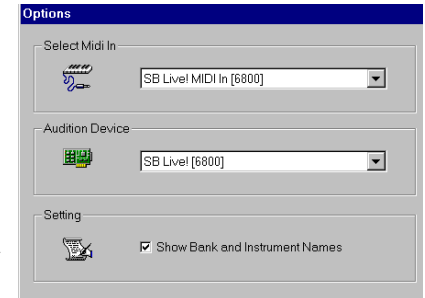 Options
Select Midi In
SB Live! MIDI In [6800]
Audition Device
SB Live! [6800]
Setting
Show Bank and Instrument Names